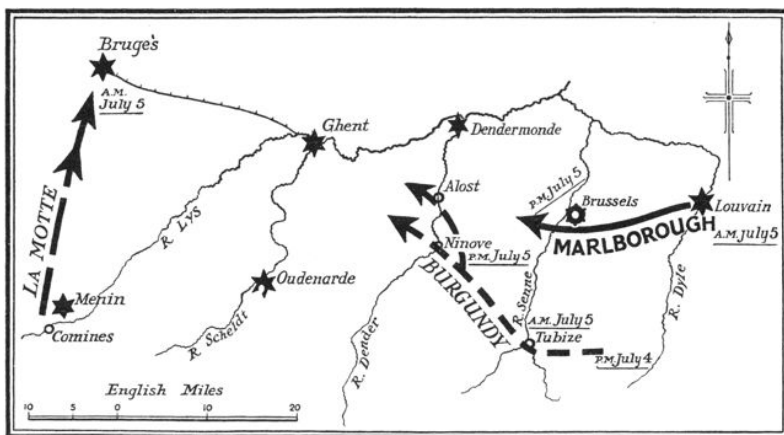 Bruge's
A.M.
July 5
Ghent
Dendermonde
LA MOTTE
R Lys
Alost
P.M. July 5
Brussels
Louvain
MARLBOROUGH
A.M. July 5
Ninove
P.M. July 5
BURGUNDY
Oudenarde
R Scheldt
Menin
Comines
R. Dender
R. Senne
R. Dyle
A.M. July 5
Tubize
P.M. July 4
English Miles
10 5 0 10 20